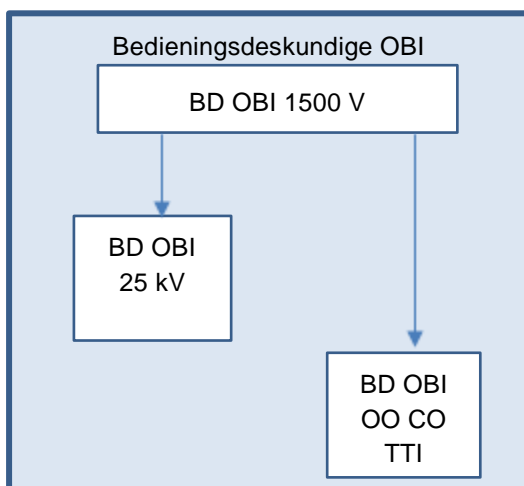 Bedieningsdeskundige OBI
BD OBI 1500 V
BD OBI
25 kV
BD OBI
OO CO
TTI